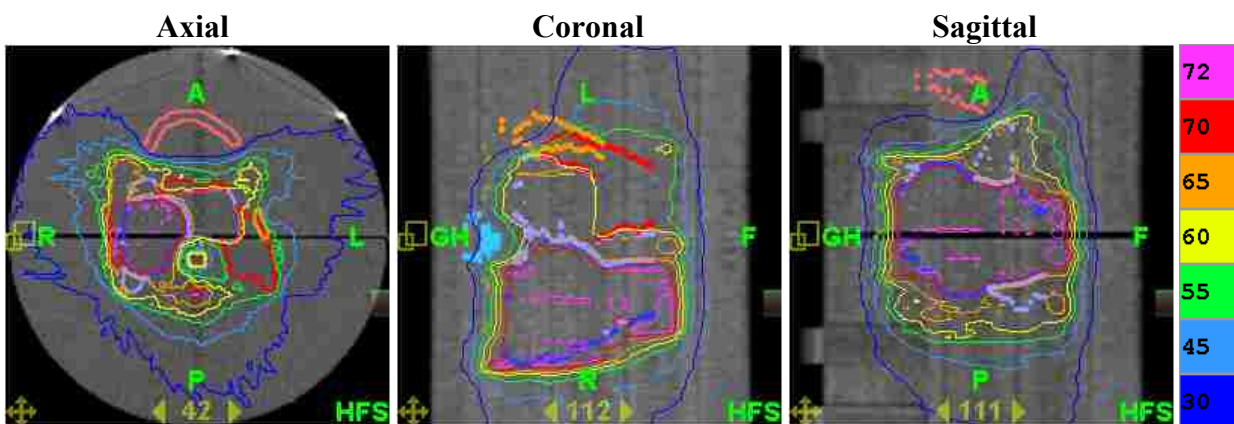 Axial Coronal Sagittal
A L A 72
70
65
R L GH F GH F 60
55
45
P R P
42 HFS 112 HFS 111 HFS 30